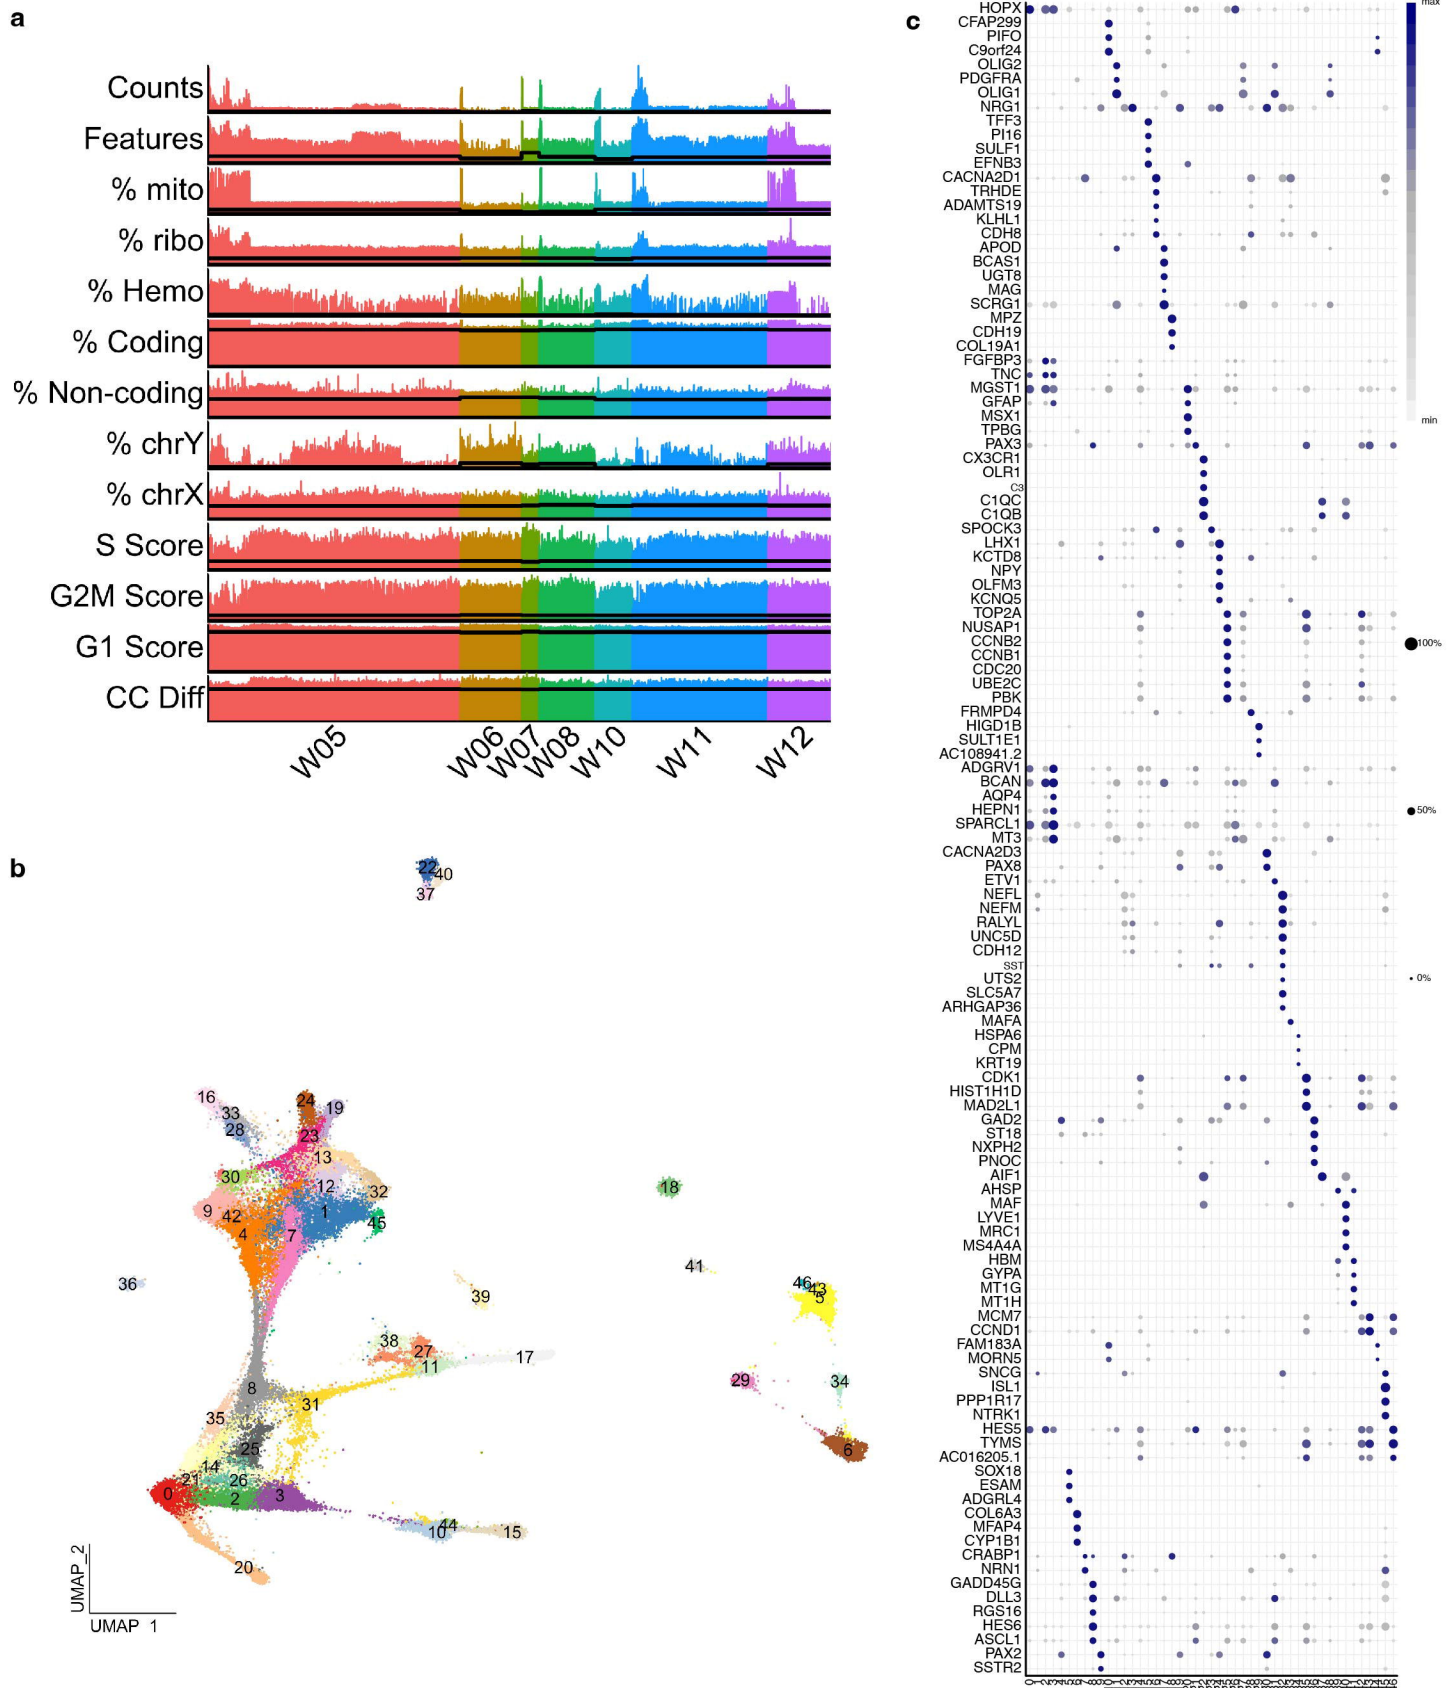 a
Counts
Features
% mito
% ribo
% Hemo
% Coding
% Non-coding
% chrY
% chrX
S Score
G2M Score
G1 Score
CC Diff
W05
W06
W07
W08
W10
W11
W12
b
22
40
37
16
33
28
24
19
23
13
30
12
32
9
42
4
7
1
45
18
36
39
41
46
43
5
38
27
11
17
29
34
8
31
35
6
25
14
21
26
0
2
3
10
44
15
20
UMAP_2
UMAP 1
c
HOPX
CFAP299
PIFO
C9orf24
OLIG2
PDGFRA
OLIG1
NRG1
TFF3
PI16
SULF1
EFNB3
CACNA2D1
TRHDE
ADAMTS19
KLHL1
CDH8
APOD
BCAS1
UGT8
MAG
SCRG1
MPZ
CDH19
COL19A1
FGFBP3
TNC
MGST1
GFAP
MSX1
TPBG
PAX3
CX3CR1
OLR1
C3
C1QC
C1QB
SPOCK3
LHX1
KCTD8
NPY
OLFM3
KCNQ5
TOP2A
NUSAP1
CCNB2
CCNB1
CDC20
UBE2C
PBK
FRMPD4
HIGD1B
SULT1E1
AC108941.2
ADGRV1
BCAN
AQP4
HEPN1
SPARCL1
MT3
CACNA2D3
PAX8
ETV1
NEFL
NEFM
RALYL
UNC5D
CDH12
SST
UTS2
SLC5A7
ARHGAP36
MAFA
HSPA6
CPM
KRT19
CDK1
HIST1H1D
MAD2L1
GAD2
ST18
NXPH2
PNOC
AIF1
AHSP
MAF
LYVE1
MRC1
MS4A4A
HBM
GYPA
MT1G
MT1H
MCM7
CCND1
FAM183A
MORN5
SNCG
ISL1
PPP1R17
NTRK1
HES5
TYMS
AC016205.1
SOX18
ESAM
ADGRL4
COL6A3
MFAP4
CYP1B1
CRABP1
NRN1
GADD45G
DLL3
RGS16
HES6
ASCL1
PAX2
SSTR2
max
min
100%
50%
0%